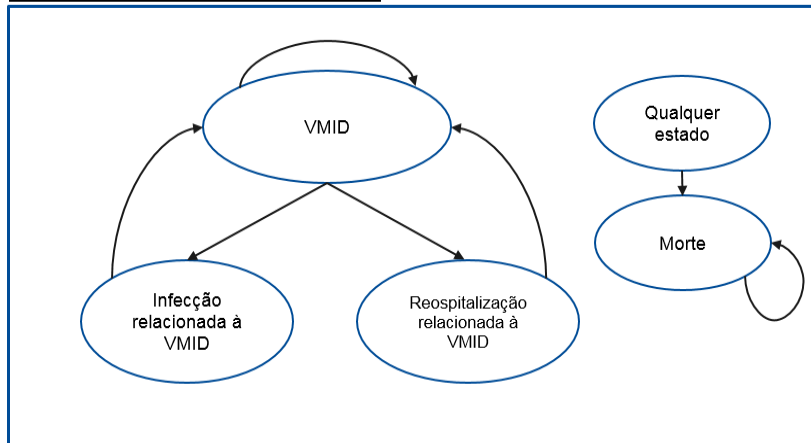 VMID
Qualquer
estado
Morte
Infecção
relacionada à
VMID
Reospitalização
relacionada à
VMID